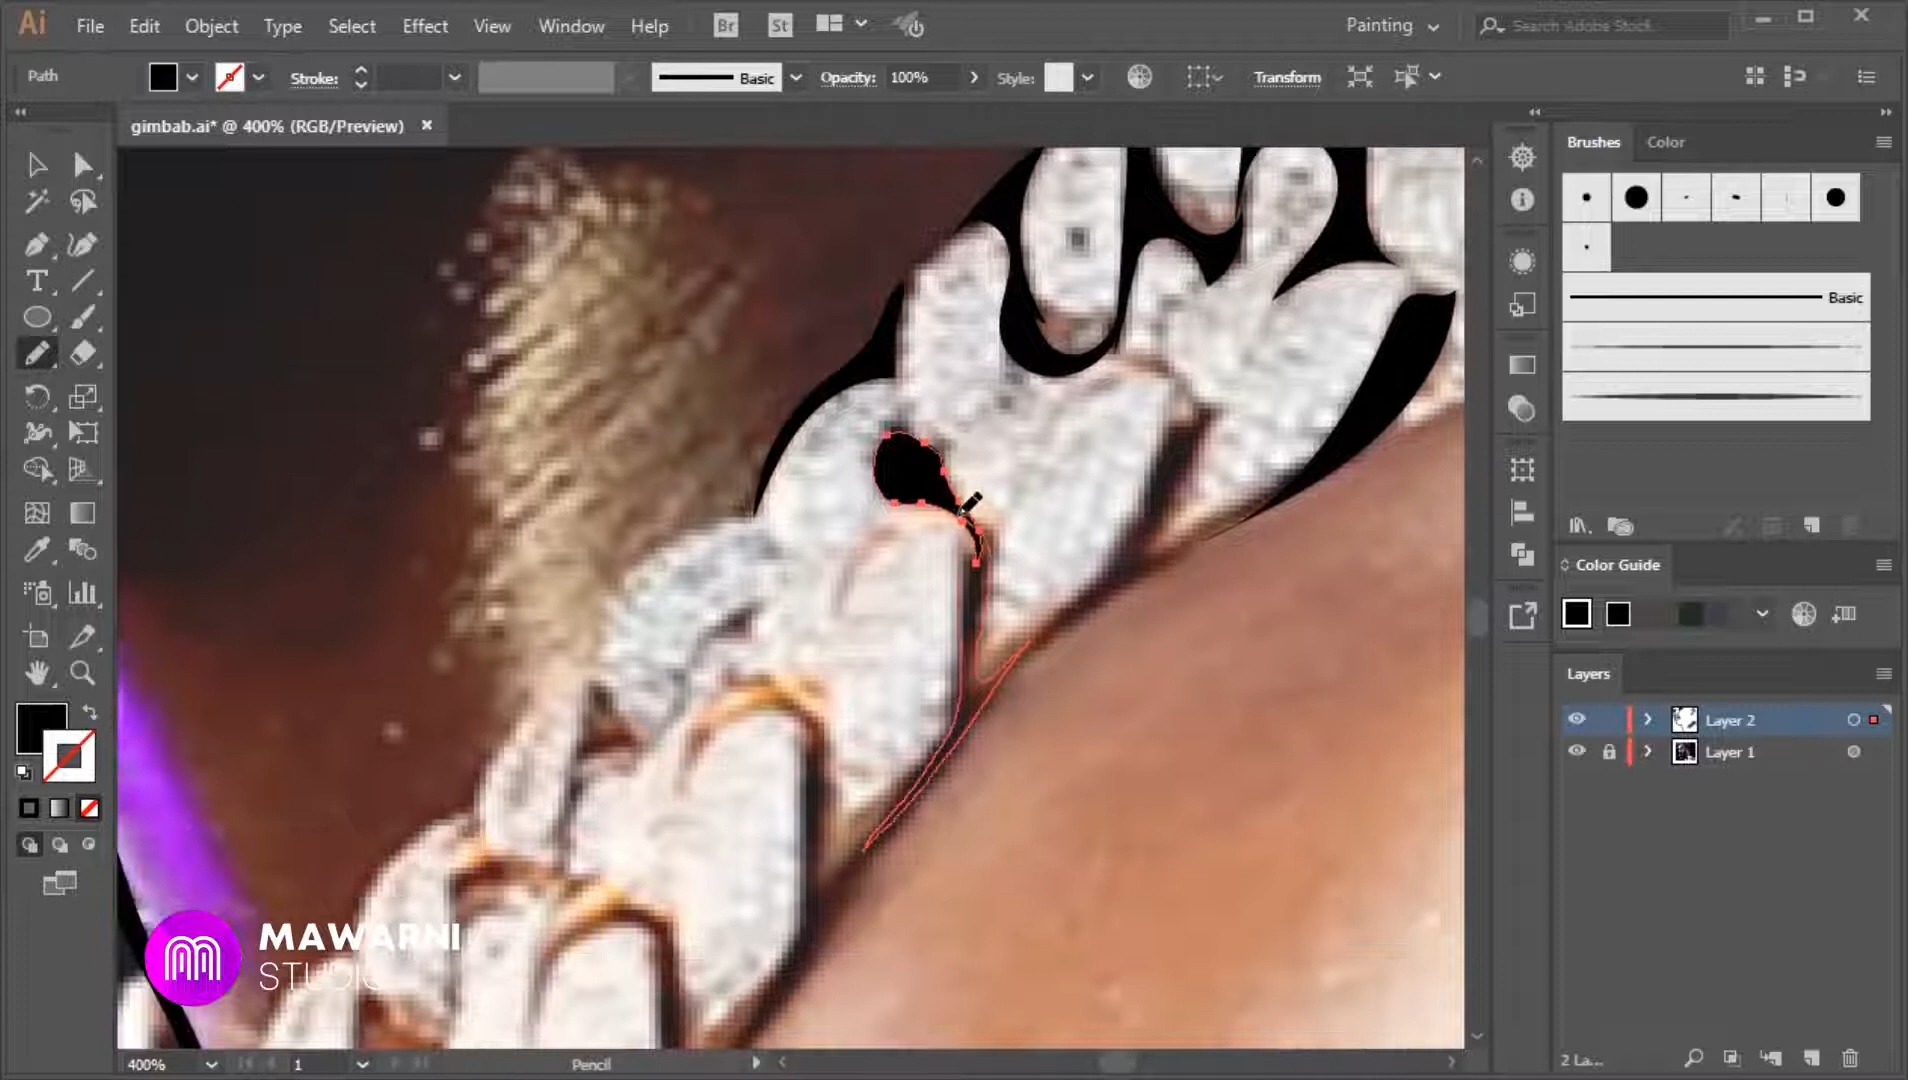 Ai File Edit Object Type Select Effect View Window Help Br St Painting Search Adobe Stock
Path Stroke: Basic Opacity: 100% Style: Transform
gimbab.ai* @ 400% (RGB/Preview)
Brushes Color
Basic
Color Guide
Layers
Layer 2
Layer 1
MAWARNI
STUDIO
400% 1 Pencil 2 La...